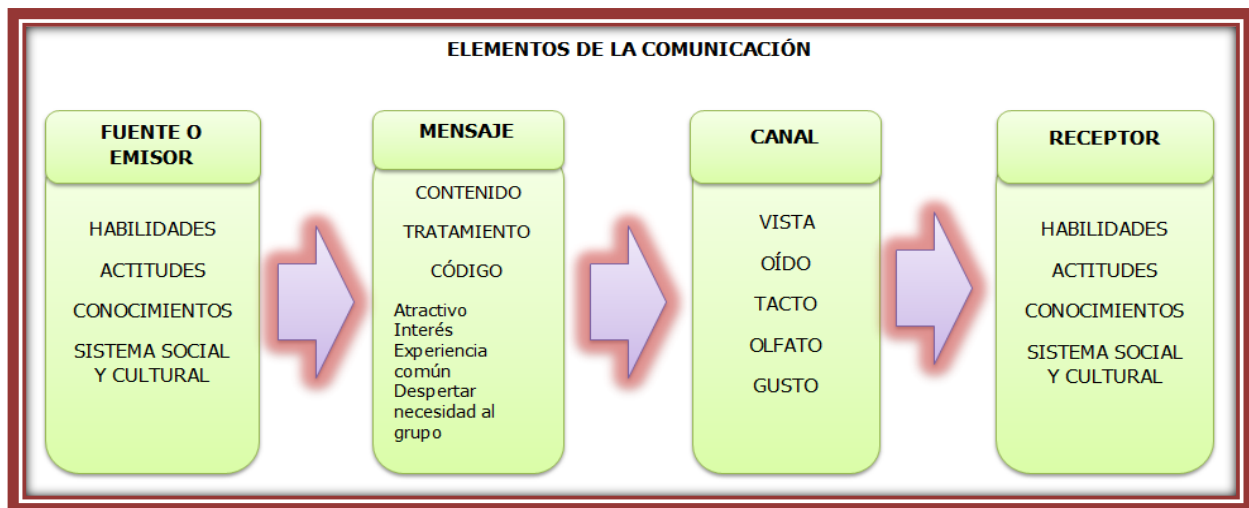 ELEMENTOS DE LA COMUNICACIÓN
FUENTE O
EMISOR
HABILIDADES
ACTITUDES
CONOCIMIENTOS
SISTEMA SOCIAL
Y CULTURAL
MENSAJE
CONTENIDO
TRATAMIENTO
CÓDIGO
Atractivo
Interés
Experiencia
común
Despertar
necesidad al
grupo
CANAL
VISTA
OÍDO
TACTO
OLFATO
GUSTO
RECEPTOR
HABILIDADES
ACTITUDES
CONOCIMIENTOS
SISTEMA SOCIAL
Y CULTURAL